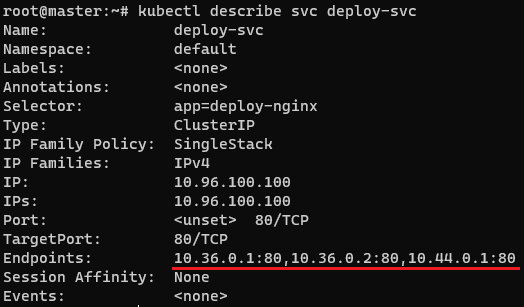 root@master:~# kubectl describe svc deploy-svc
Name:              deploy-svc
Namespace:         default
Labels:            <none>
Annotations:       <none>
Selector:          app=deploy-nginx
Type:              ClusterIP
IP Family Policy:  SingleStack
IP Families:       IPv4
IP:                10.96.100.100
IPs:               10.96.100.100
Port:              <unset>  80/TCP
TargetPort:        80/TCP
Endpoints:         10.36.0.1:80,10.36.0.2:80,10.44.0.1:80
Session Affinity:  None
Events:            <none>